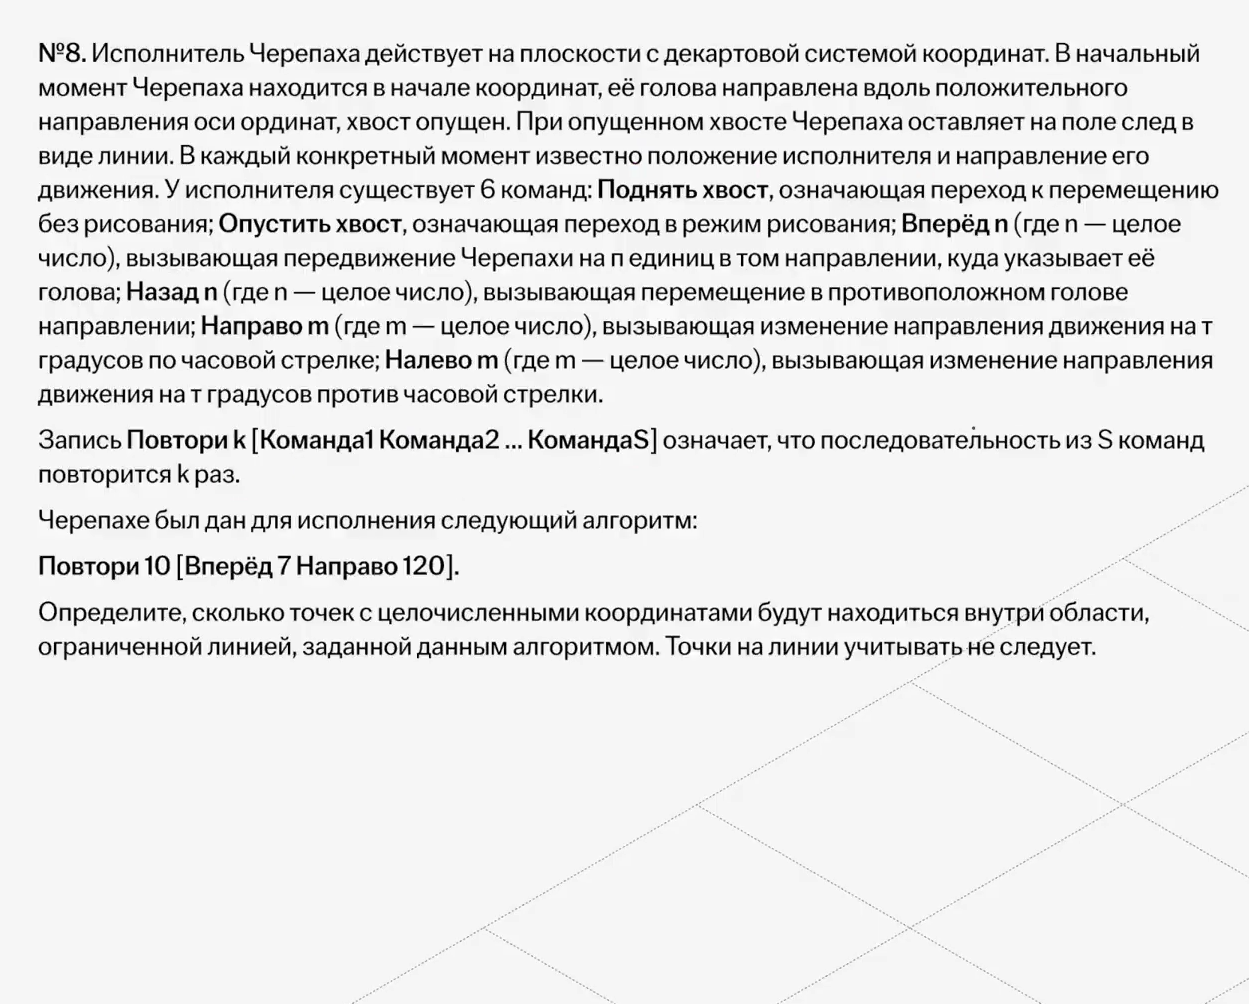 №8. Исполнитель Черепаха действует на плоскости с декартовой системой координат. В начальный
момент Черепаха находится в начале координат, её голова направлена вдоль положительного
направления оси ординат, хвост опущен. При опущенном хвосте Черепаха оставляет на поле след в
виде линии. В каждый конкретный момент известно положение исполнителя и направление его
движения. У исполнителя существует 6 команд: Поднять хвост, означающая переход к перемещению
без рисования; Опустить хвост, означающая переход в режим рисования; Вперёд n (где n — целое
число), вызывающая передвижение Черепахи на п единиц в том направлении, куда указывает её
голова; Назад n (где n — целое число), вызывающая перемещение в противоположном голове
направлении; Направо m (где m — целое число), вызывающая изменение направления движения на т
градусов по часовой стрелке; Налево m (где m — целое число), вызывающая изменение направления
движения на т градусов против часовой стрелки.
Запись Повтори k [Команда1 Команда2 ... КомандаS] означает, что последовательность из S команд
повторится k раз.
Черепахе был дан для исполнения следующий алгоритм:
Повтори 10 [Вперёд 7 Направо 120].
Определите, сколько точек с целочисленными координатами будут находиться внутри области,
ограниченной линией, заданной данным алгоритмом. Точки на линии учитывать не следует.